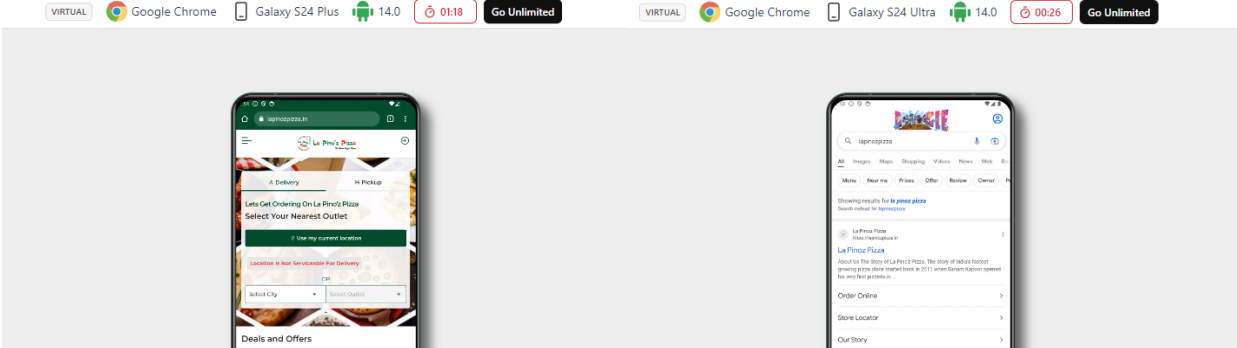 VIRTUAL Google Chrome Galaxy S24 Plus 14.0 01:18 Go Unlimited
lapinozpizza.in
La Pino'z Pizza
Delivery Pickup
Lets Get Ordering On La Pino'z Pizza
Select Your Nearest Outlet
Use my current location
Location is Not Serviceable For Delivery
OR
Select City Select Outlet
Deals and Offers
VIRTUAL Google Chrome Galaxy S24 Ultra 14.0 00:26 Go Unlimited
lapinozpizza
All Images Maps Shopping Videos News Web
Menu Near me Prices Offer Review Owner
Showing results for la pinoz pizza
Search instead for lapinozpizza
La Pinoz Pizza
https://lapinozpizza.in
La Pinoz Pizza
About Us The Story of La Pinoz Pizza. The story of India's fastest
growing pizza place started back in 2011 when Sanam Kapoor opened
his very first pizzeria in ...
Order Online
Store Locator
Our Story